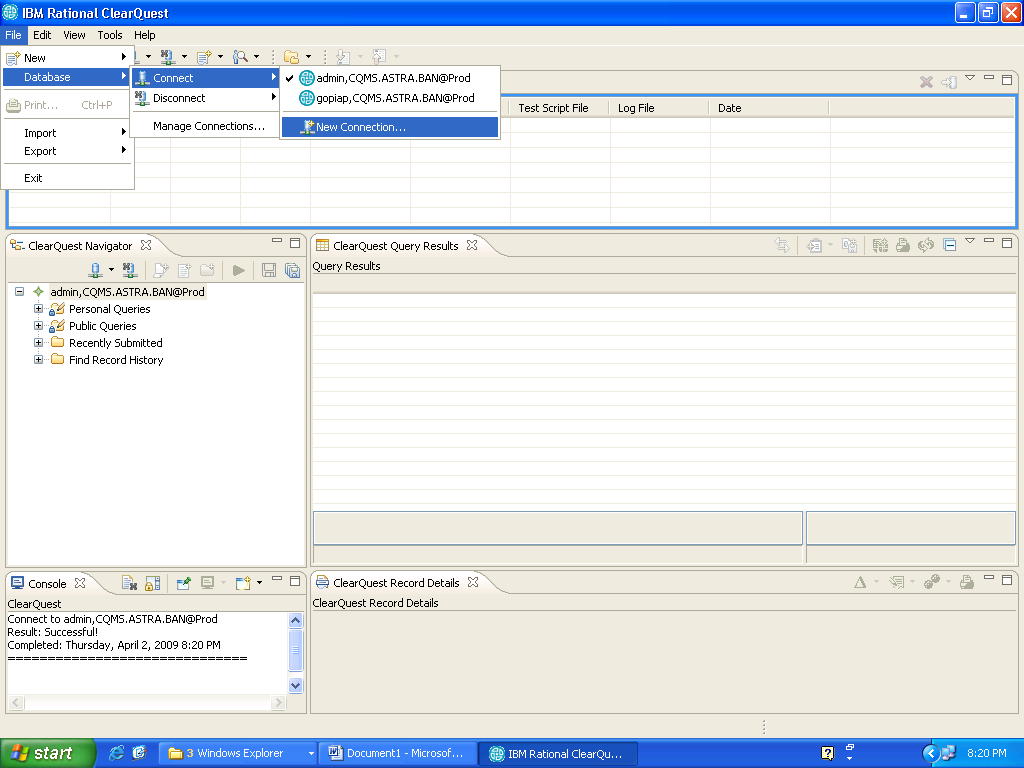 IBM Rational ClearQuest
File Edit View Tools Help
New
Database
Print... Ctrl+P
Import
Export
Exit
Connect
Disconnect
Manage Connections...
admin,CQMS.ASTRA.BAN@Prod
gopiap,CQMS.ASTRA.BAN@Prod
New Connection...
Test Script File Log File Date
ClearQuest Navigator
admin,CQMS.ASTRA.BAN@Prod
Personal Queries
Public Queries
Recently Submitted
Find Record History
ClearQuest Query Results
Query Results
Console
ClearQuest
Connect to admin,CQMS.ASTRA.BAN@Prod
Result: Successful!
Completed: Thursday, April 2, 2009 8:20 PM
==============================
ClearQuest Record Details
ClearQuest Record Details
start
3 Windows Explorer
Document1 - Microsof...
IBM Rational ClearQu...
8:20 PM